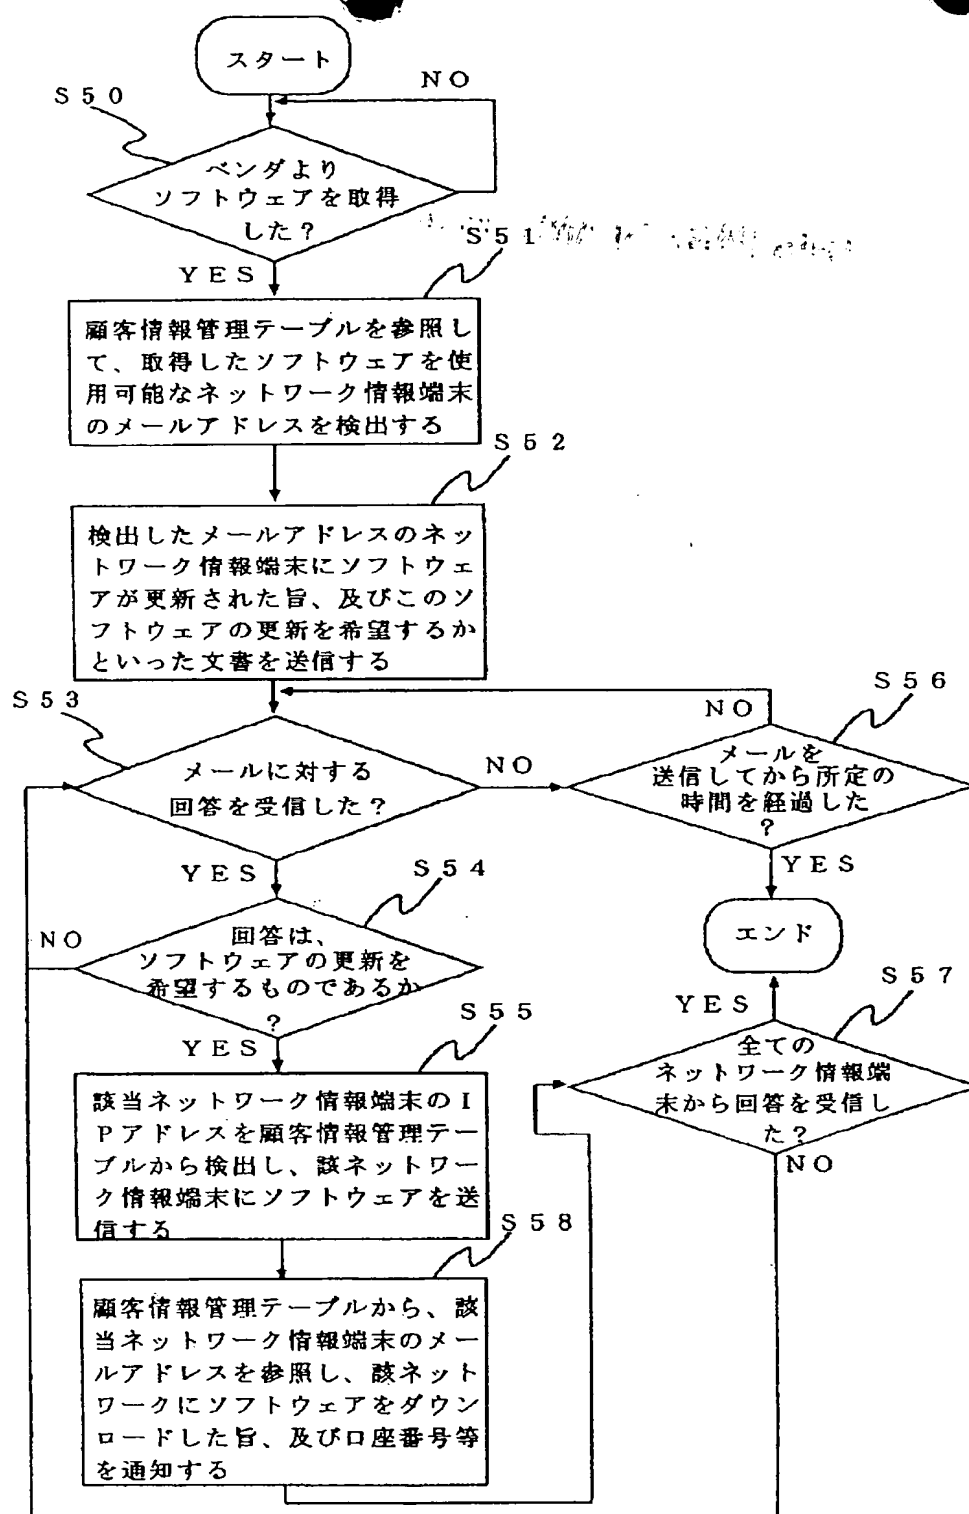 スタート
NO
S50
ベンダより
ソフトウェアを取得
した？
YES
S51
顧客情報管理テーブルを参照し
て、取得したソフトウェアを使
用可能なネットワーク情報端末
のメールアドレスを検出する
S52
検出したメールアドレスのネッ
トワーク情報端末にソフトウェ
アが更新された旨、及びこのソ
フトウェアの更新を希望するか
といった文書を送信する
S53
メールに対する
回答を受信した？
NO
YES
S56
NO
メールを
送信してから所定の
時間を経過した
？
YES
エンド
S54
回答は、
ソフトウェアの更新を
希望するものであるか
？
NO
YES
S55
該当ネットワーク情報端末のI
Pアドレスを顧客情報管理テー
ブルから検出し、該ネットワー
ク情報端末にソフトウェアを送
信する
S57
YES
全ての
ネットワーク情報端
末から回答を受信し
た？
NO
S58
顧客情報管理テーブルから、該
当ネットワーク情報端末のメー
ルアドレスを参照し、該ネット
ワークにソフトウェアをダウン
ロードした旨、及び口座番号等
を通知する